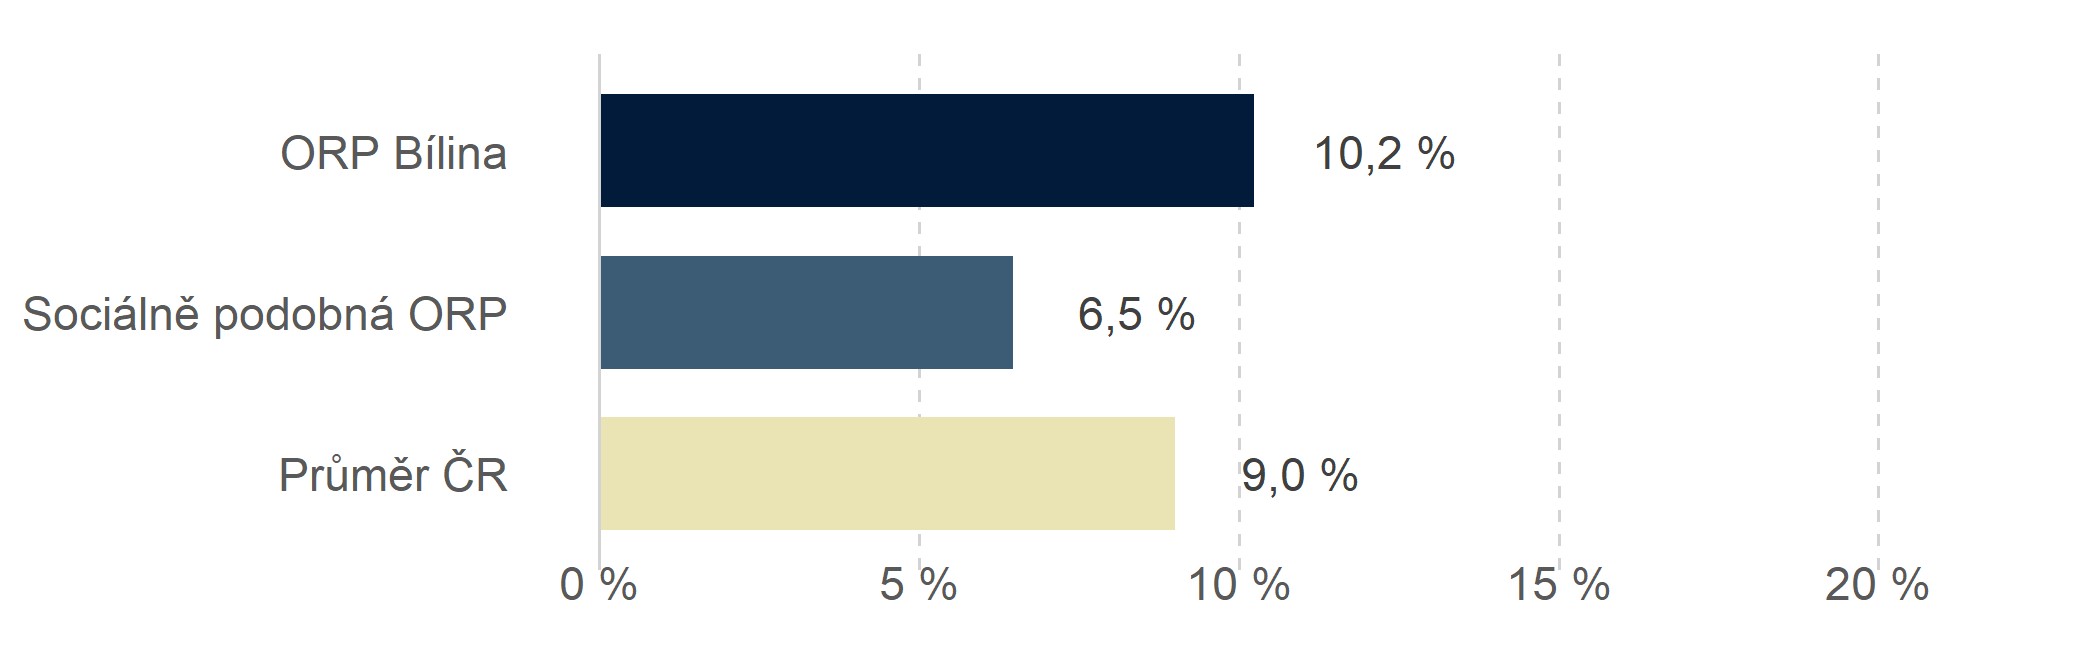 ORP Bílina
10,2 %
Sociálně podobná ORP
6,5 %
Průměr ČR
9,0 %
0 %
5 %
10 %
15 %
20 %